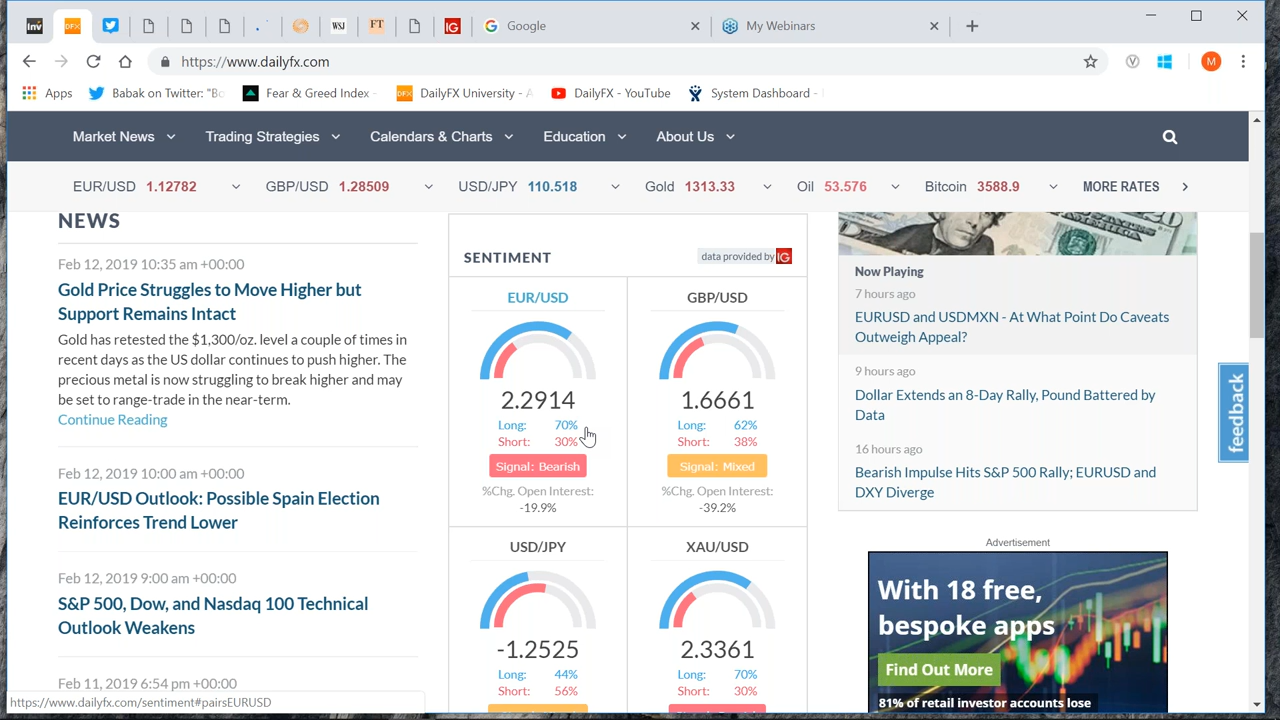 Inv
DFX
WSJ
FT
IG
Google
My Webinars
https://www.dailyfx.com
V
M
Apps
Babak on Twitter: "Bo
Fear & Greed Index -
DFX
DailyFX University - A
DailyFX - YouTube
System Dashboard -
Market News
Trading Strategies
Calendars & Charts
Education
About Us
EUR/USD 1.12782
GBP/USD 1.28509
USD/JPY 110.518
Gold 1313.33
Oil 53.576
Bitcoin 3588.9
MORE RATES
NEWS
Feb 12, 2019 10:35 am +00:00
Gold Price Struggles to Move Higher but
Support Remains Intact
Gold has retested the $1,300/oz. level a couple of times in
recent days as the US dollar continues to push higher. The
precious metal is now struggling to break higher and may
be set to range-trade in the near-term.
Continue Reading
Feb 12, 2019 10:00 am +00:00
EUR/USD Outlook: Possible Spain Election
Reinforces Trend Lower
Feb 12, 2019 9:00 am +00:00
S&P 500, Dow, and Nasdaq 100 Technical
Outlook Weakens
Feb 11, 2019 6:54 pm +00:00
https://www.dailyfx.com/sentiment#pairsEURUSD
SENTIMENT
data provided by IG
EUR/USD
2.2914
Long: 70%
Short: 30%
Signal: Bearish
%Chg. Open Interest:
-19.9%
GBP/USD
1.6661
Long: 62%
Short: 38%
Signal: Mixed
%Chg. Open Interest:
-39.2%
USD/JPY
-1.2525
Long: 44%
Short: 56%
XAU/USD
2.3361
Long: 70%
Short: 30%
Now Playing
7 hours ago
EURUSD and USDMXN - At What Point Do Caveats
Outweigh Appeal?
9 hours ago
Dollar Extends an 8-Day Rally, Pound Battered by
Data
16 hours ago
Bearish Impulse Hits S&P 500 Rally; EURUSD and
DXY Diverge
Advertisement
With 18 free,
bespoke apps
Find Out More
81% of retail investor accounts lose
feedback